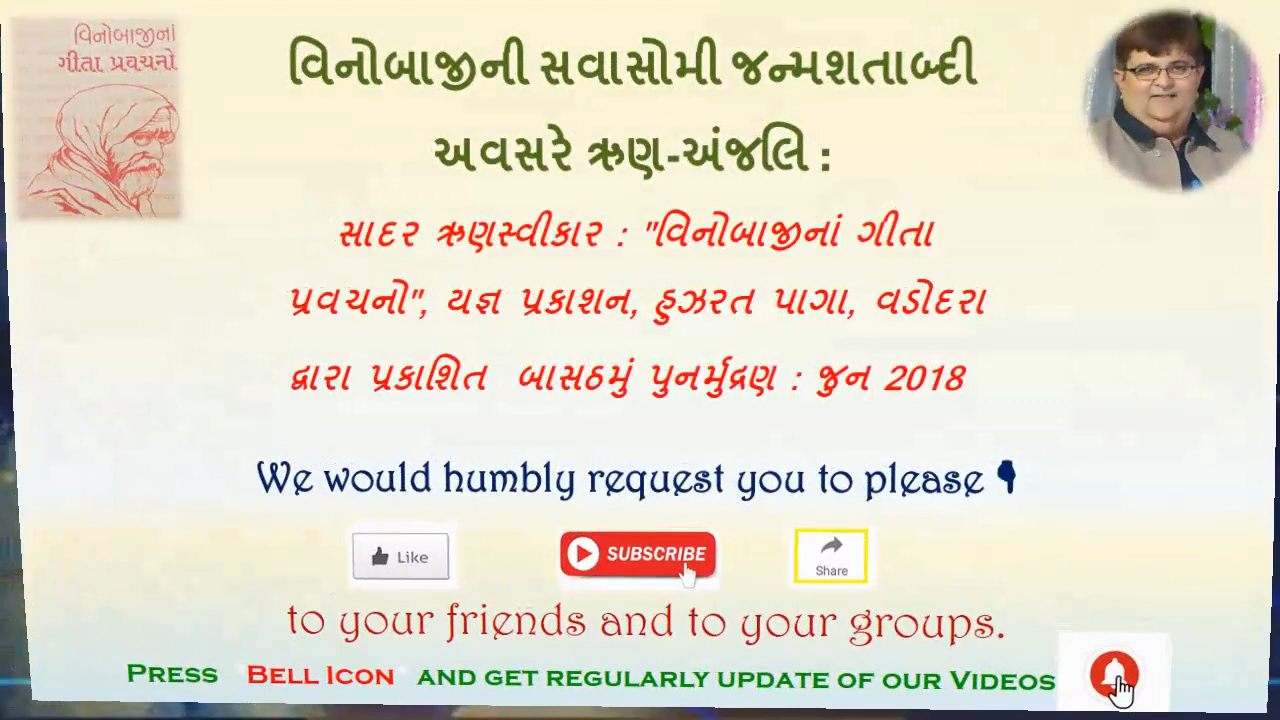 વિનોબાજીનાં
ગીતા પ્રવચનો
વિનોબાજીની સવાસોમી જન્મશતાબ્દી
અવસરે ઋણ-અંજલિ :
સાદર ઋણસ્વીકાર : "વિનોબાજીનાં ગીતા
પ્રવચનો", યજ્ઞ પ્રકાશન, હુઝરત પાગા, વડોદરા
દ્વારા પ્રકાશિત બાસઠમું પુનર્મુદ્રણ : જુન 2018
We would humbly request you to please
Like SUBSCRIBE Share
to your friends and to your groups.
PRESS BELL ICON AND GET REGULARLY UPDATE OF OUR VIDEOS